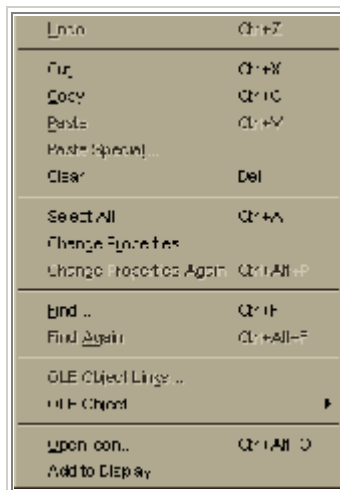 Undo Ctrl+Z
Cut Ctrl+X
Copy Ctrl+C
Paste Ctrl+V
Paste Special...
Clear Del
Select All Ctrl+A
Change Properties
Change Properties Again Ctrl+Alt+P
Find... Ctrl+F
Find Again Ctrl+Alt+F
OLE Object Links...
OLE Object
Open Icon... Ctrl+Alt+O
Add to Display